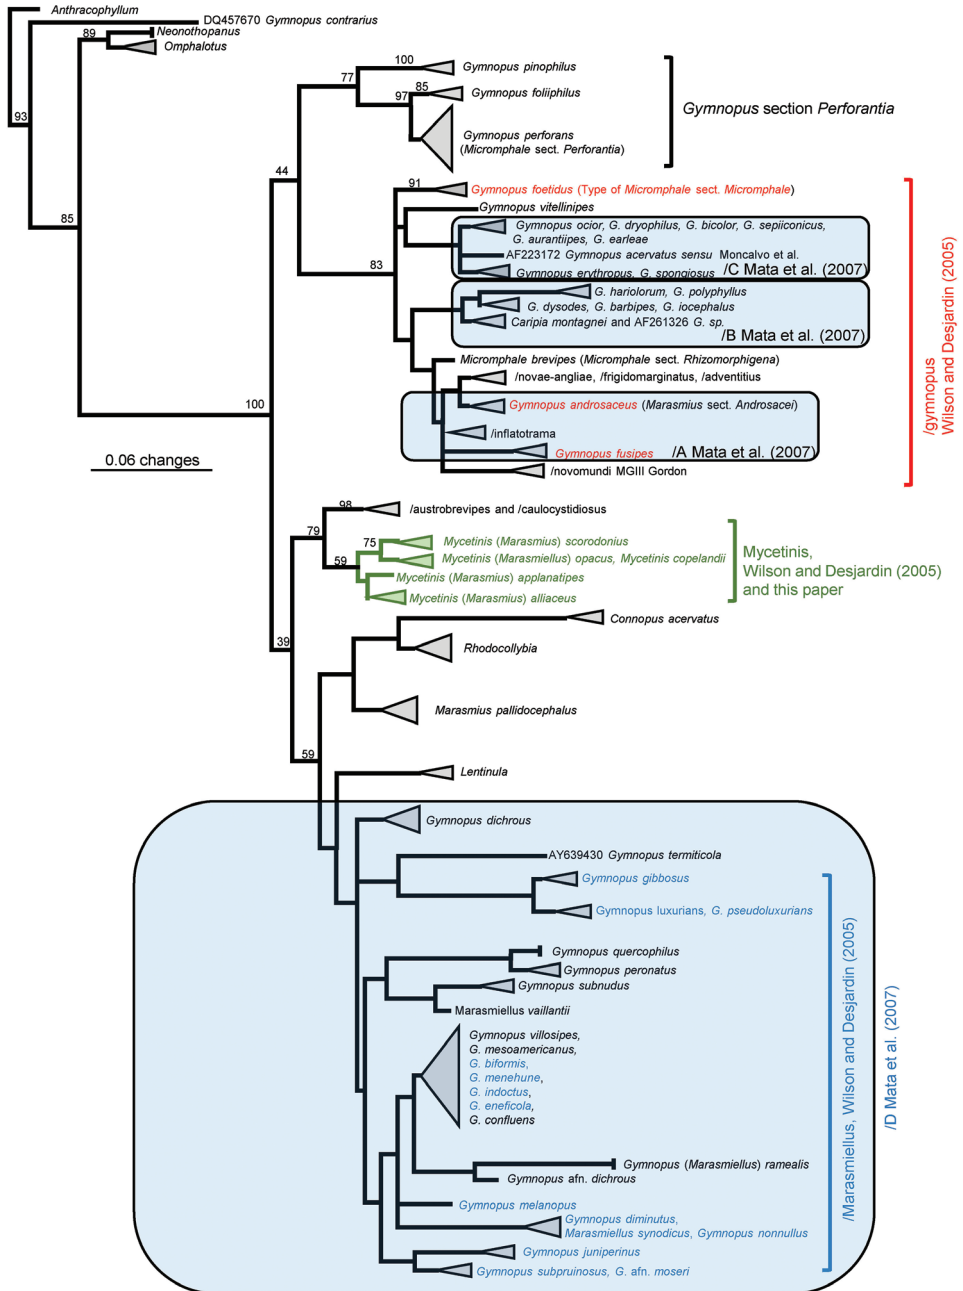 Anthracophyllum
DQ457670 Gymnopus contrarius
89
Neonothopanus
Omphalotus
93
100
Gymnopus pinophilus
77
85
Gymnopus foliiphilus
97
Gymnopus section Perforantia
Gymnopus perforans
(Micromphale sect. Perforantia)
44
91
Gymnopus foetidus (Type of Micromphale sect. Micromphale)
Gymnopus vitellinipes
85
Gymnopus ocior, G. dryophilus, G. bicolor, G. sepiiconicus,
G. aurantiipes, G. earleae
AF223172 Gymnopus acervatus sensu Moncalvo et al.
83
Gymnopus erythropus, G. spongiosus
/C Mata et al. (2007)
G. hariolorum, G. polyphyllus
G. dysodes, G. barbipes, G. iocephalus
Caripia montagnei and AF261326 G. sp.
/B Mata et al. (2007)
/gymnopus
Wilson and Desjardin (2005)
Micromphale brevipes (Micromphale sect. Rhizomorphigena)
/novae-angliae, /frigidomarginatus, /adventitius
100
Gymnopus androsaceus (Marasmius sect. Androsacei)
/inflatotrama
Gymnopus fusipes
/A Mata et al. (2007)
0.06 changes
/novomundi MGIII Gordon
98
/austrobrevipes and /caulocystidiosus
79
75
Mycetinis (Marasmius) scorodonius
59
Mycetinis (Marasmiellus) opacus, Mycetinis copelandii
Mycetinis (Marasmius) applanatipes
Mycetinis (Marasmius) alliaceus
Mycetinis,
Wilson and Desjardin (2005)
and this paper
Connopus acervatus
39
Rhodocollybia
Marasmius pallidocephalus
59
Lentinula
Gymnopus dichrous
AY639430 Gymnopus termiticola
Gymnopus gibbosus
Gymnopus luxurians, G. pseudoluxurians
Gymnopus quercophilus
Gymnopus peronatus
Gymnopus subnudus
Marasmiellus vaillantii
Gymnopus villosipes,
G. mesoamericanus,
G. biformis,
G. menehune,
G. indoctus,
G. eneficola,
G. confluens
/Marasmiellus, Wilson and Desjardin (2005)
/D Mata et al. (2007)
Gymnopus (Marasmiellus) ramealis
Gymnopus afn. dichrous
Gymnopus melanopus
Gymnopus diminutus,
Marasmiellus synodicus, Gymnopus nonnullus
Gymnopus juniperinus
Gymnopus subpruinosus, G. afn. moseri